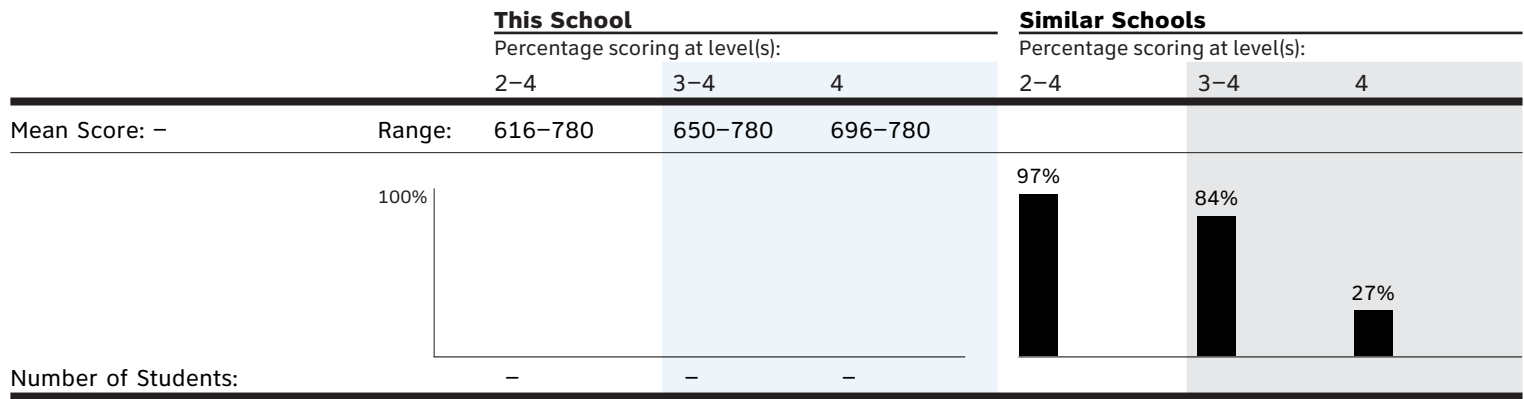 This School Similar Schools
Percentage scoring at level(s): Percentage scoring at level(s):
2–4 3–4 4 2–4 3–4 4
Mean Score: – Range: 616–780 650–780 696–780
97%
100% 84%
27%
Number of Students: – – –